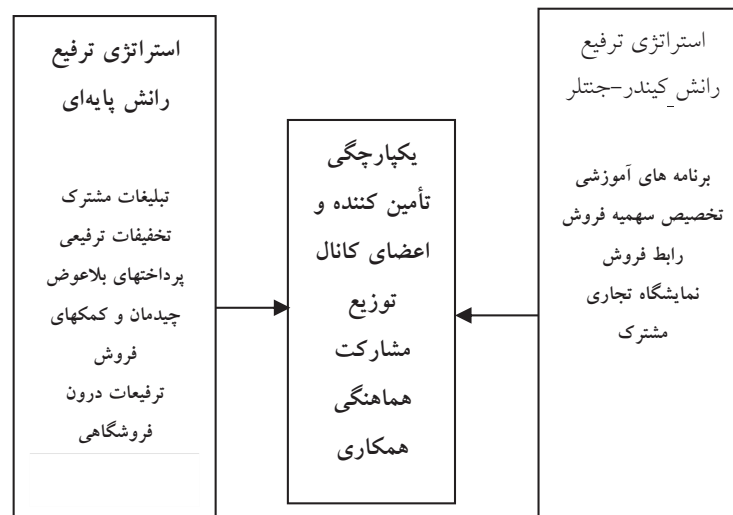 استراتژی ترفیع
رانش کیندر-جنتلر
برنامه های آموزشی
تخصیص سهمیه فروش
رابط فروش
نمایشگاه تجاری
مشترک
یکپارچگی
تأمین کننده و
اعضای کانال
توزیع
مشارکت
هماهنگی
همکاری
استراتژی ترفیع
رانش پایه‌ای
تبلیغات مشترک
تخفیفات ترفیعی
پرداختهای بلاعوض
چیدمان و کمکهای
فروش
ترفیعات درون
فروشگاهی